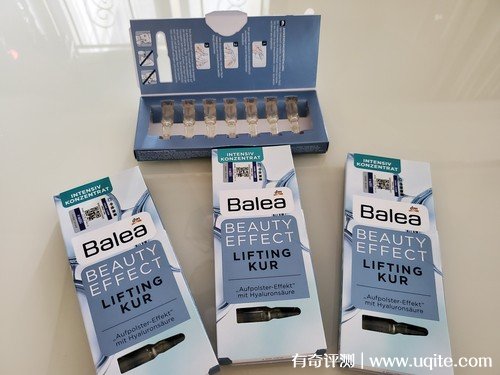 INTENSIV
KONZENTRAT
Balea
BEAUTY
EFFECT
LIFTING
KUR
„Aufpolster-Effekt"
mit Hyaluronsäure
INTENSIV
KONZENTRAT
Balea
BEAUTY
EFFECT
LIFTING
KUR
„Aufpolster-Effekt"
mit Hyaluronsäure
INTENSIV
KONZENTRAT
Balea
BEAUTY
EFFECT
LIFTING
KUR
„Aufpolster-Effekt"
mit Hyaluronsäure
有奇评测 | www.uqite.com